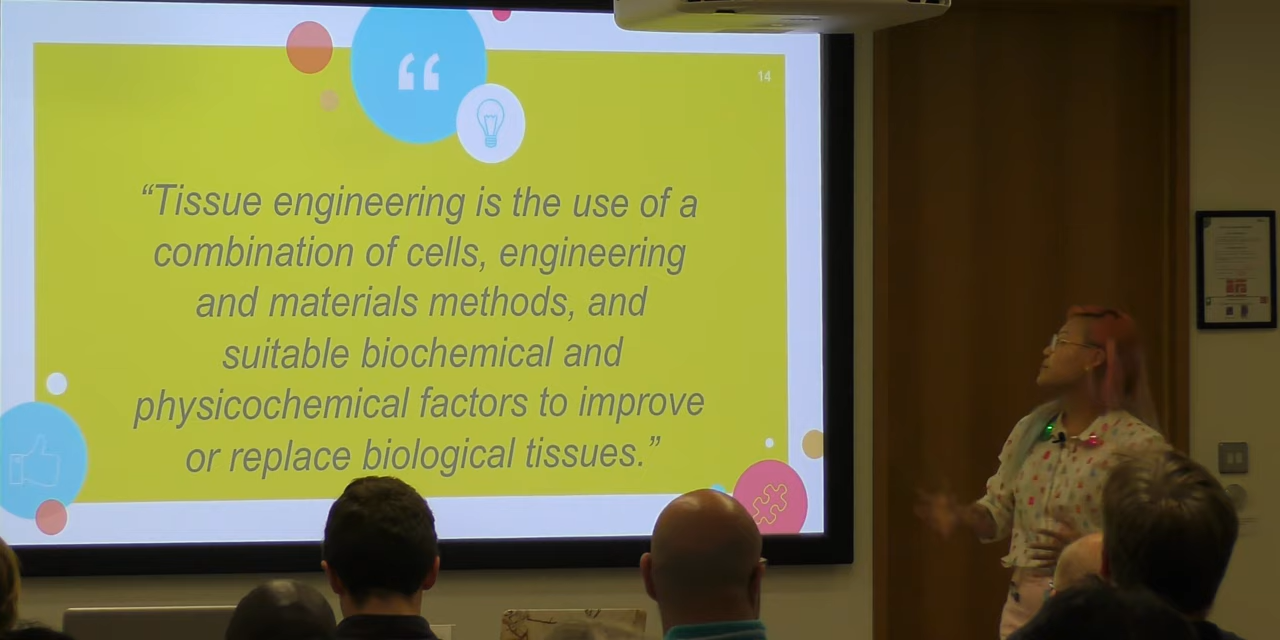 14
“Tissue engineering is the use of a
combination of cells, engineering
and materials methods, and
suitable biochemical and
physicochemical factors to improve
or replace biological tissues.”